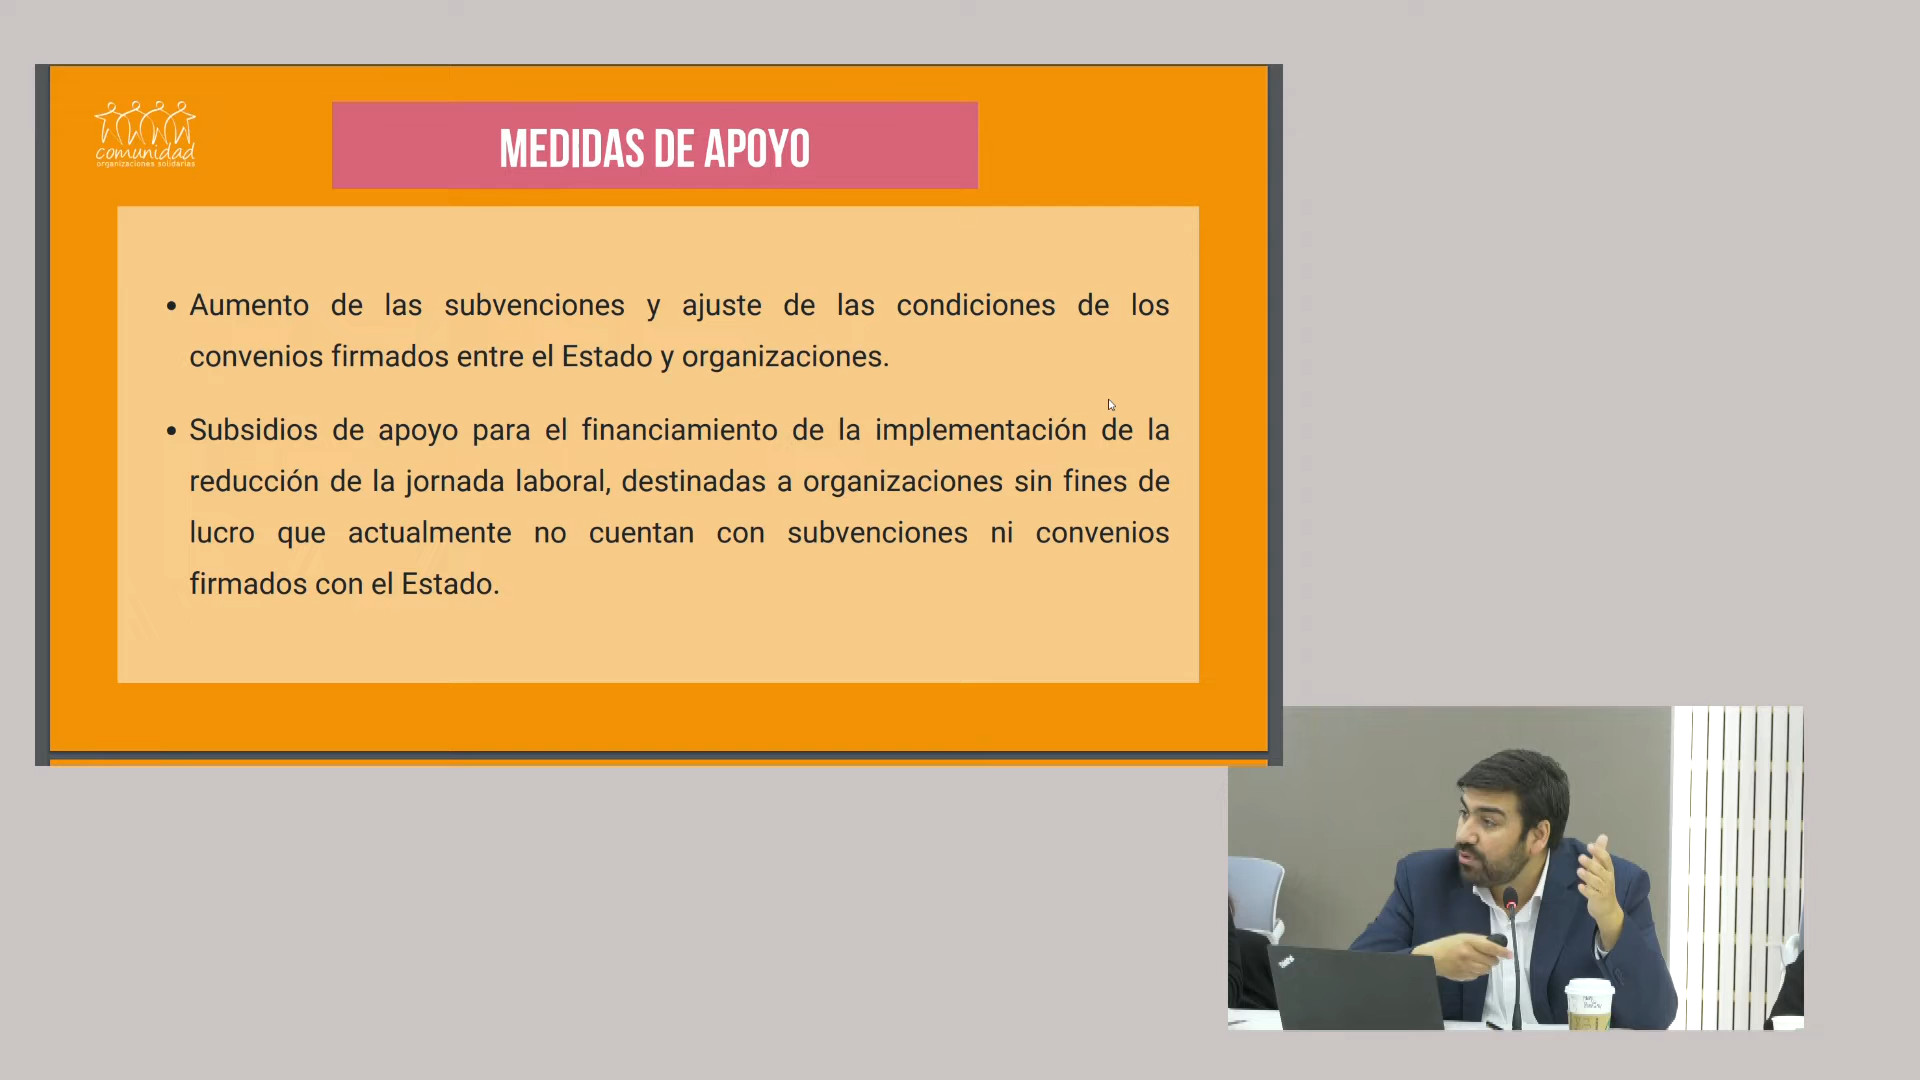 comunidad
organizaciones solidarias
MEDIDAS DE APOYO
• Aumento de las subvenciones y ajuste de las condiciones de los
convenios firmados entre el Estado y organizaciones.
• Subsidios de apoyo para el financiamiento de la implementación de la
reducción de la jornada laboral, destinadas a organizaciones sin fines de
lucro que actualmente no cuentan con subvenciones ni convenios
firmados con el Estado.